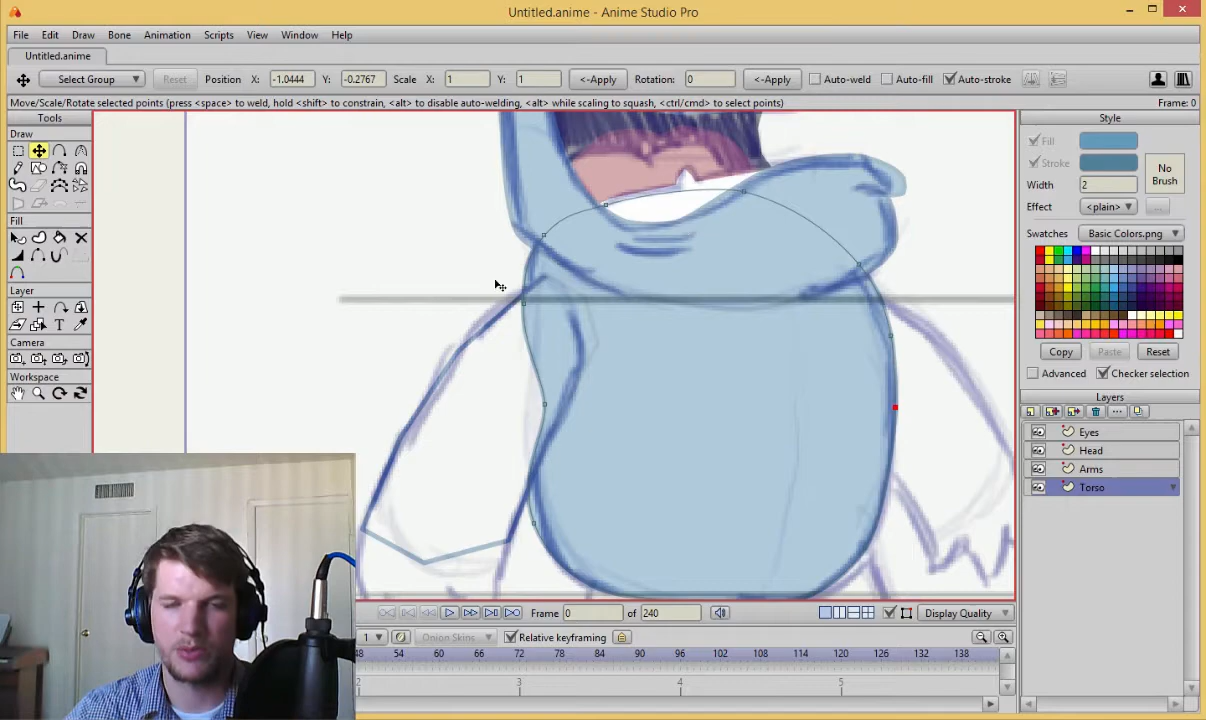 Untitled.anime - Anime Studio Pro
File Edit Draw Bone Animation Scripts View Window Help
Untitled.anime
Select Group Reset Position X: -1.0444 Y: -0.2767 Scale X: 1 Y: 1 <-Apply Rotation: 0 <-Apply Auto-weld Auto-fill Auto-stroke
Move/Scale/Rotate selected points (press <space> to weld, hold <shift> to constrain, <alt> to disable auto-welding, <alt> while scaling to squash, <ctrl/cmd> to select points) Frame: 0
Tools
Draw
Fill
Layer
T
Camera
Workspace
Style
Fill
Stroke
No
Brush
Width 2
Effect <plain> ...
Swatches Basic Colors.png
Copy Paste Reset
Advanced Checker selection
Layers
Eyes
Head
Arms
Torso
Frame 0 of 240 Display Quality
1 Onion Skins Relative keyframing
48 54 60 66 72 78 84 90 96 102 108 114 120 126 132 138
2 3 4 5